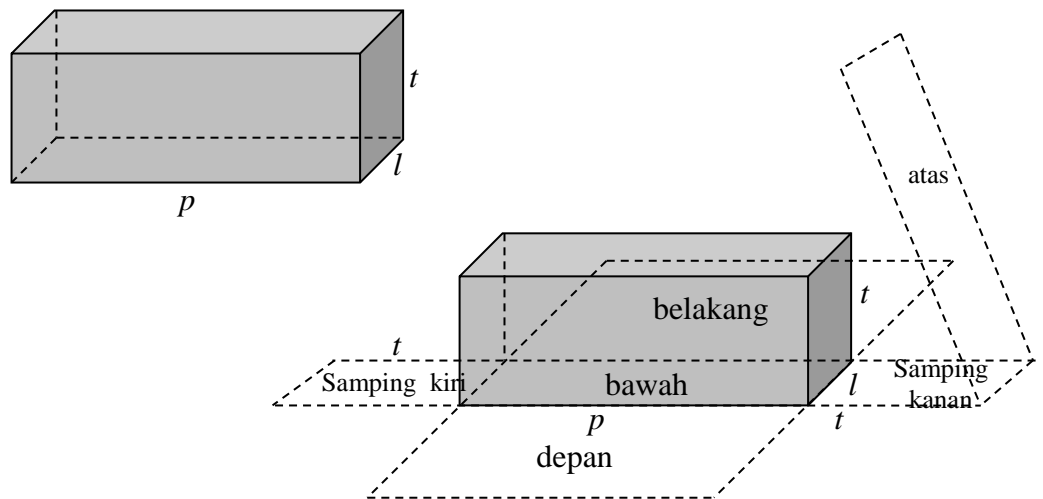 t
l
p
atas
t
belakang
t
Samping kiri
bawah
l
Samping
kanan
p
t
depan